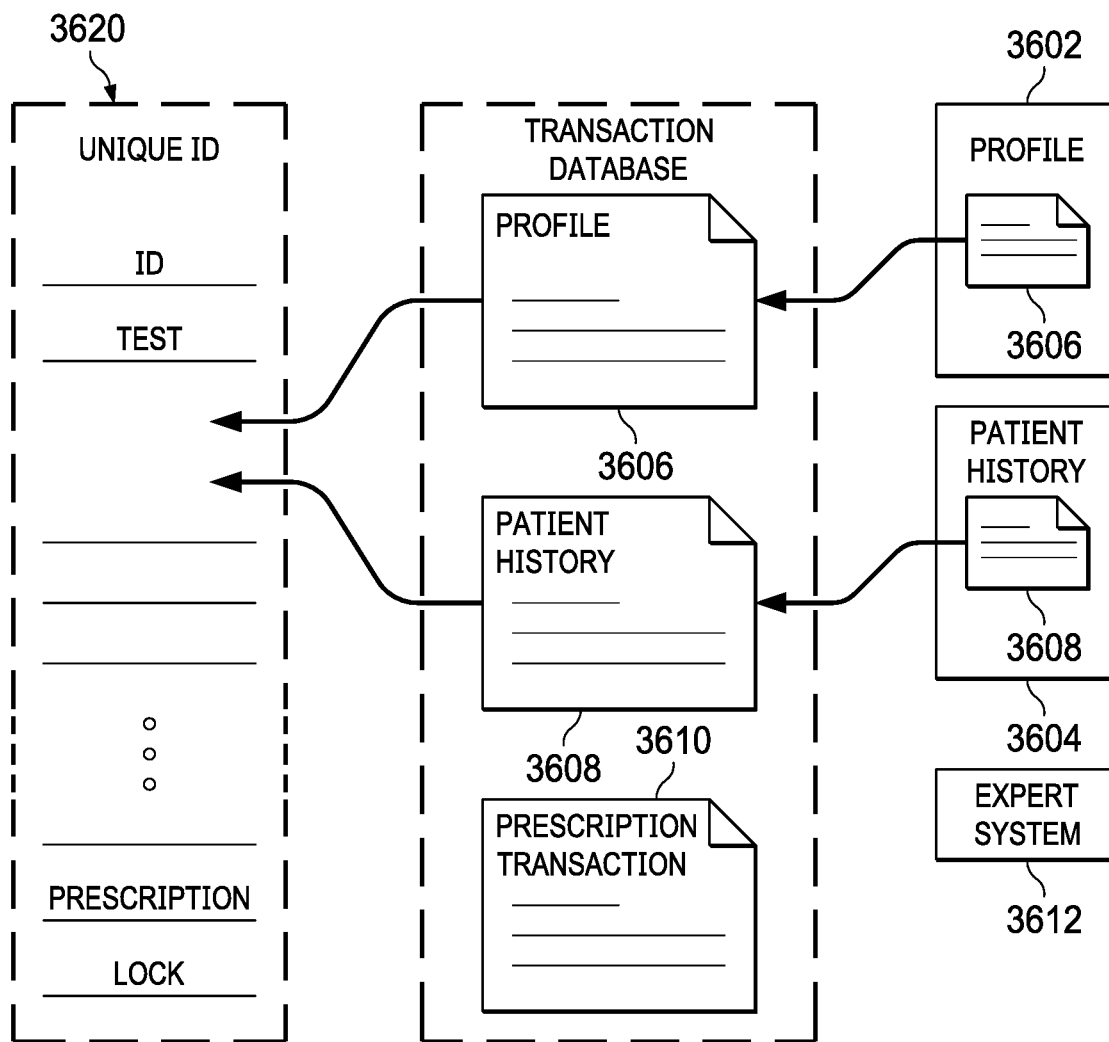 3620
UNIQUE ID
ID
TEST
PRESCRIPTION
LOCK
TRANSACTION
DATABASE
PROFILE
3606
PATIENT
HISTORY
3608
3610
PRESCRIPTION
TRANSACTION
3602
PROFILE
3606
PATIENT
HISTORY
3608
3604
EXPERT
SYSTEM
3612